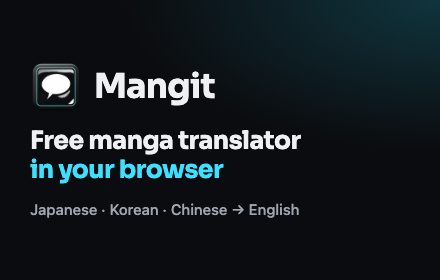 Mangit
Free manga translator
in your browser
Japanese · Korean · Chinese → English